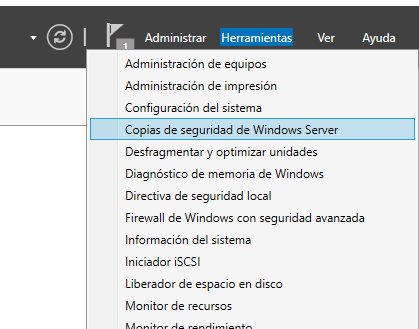 1 Administrar Herramientas Ver Ayuda
Administración de equipos
Administración de impresión
Configuración del sistema
Copias de seguridad de Windows Server
Desfragmentar y optimizar unidades
Diagnóstico de memoria de Windows
Directiva de seguridad local
Firewall de Windows con seguridad avanzada
Información del sistema
Iniciador iSCSI
Liberador de espacio en disco
Monitor de recursos
Monitor de rendimiento